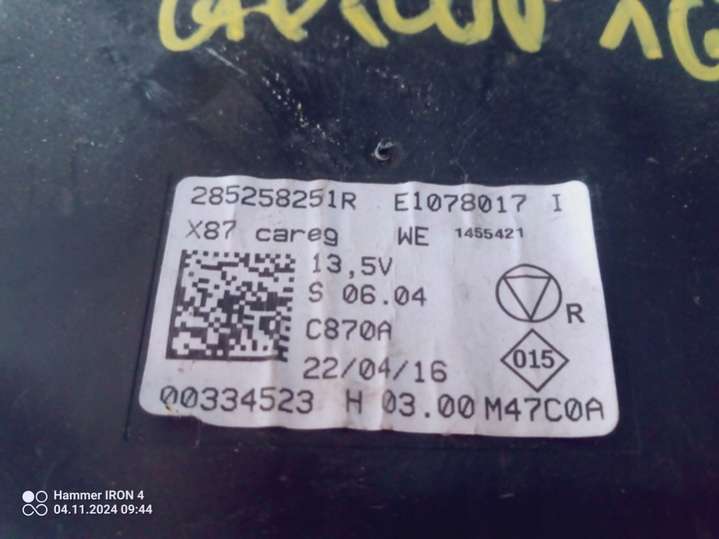 285258251R E1078017 I
X87 careg WE 1455421
13,5V
S 06.04
C870A
R
22/04/16
015
00334523 H 03.00 M47C0A
Hammer IRON 4
04.11.2024 09:44